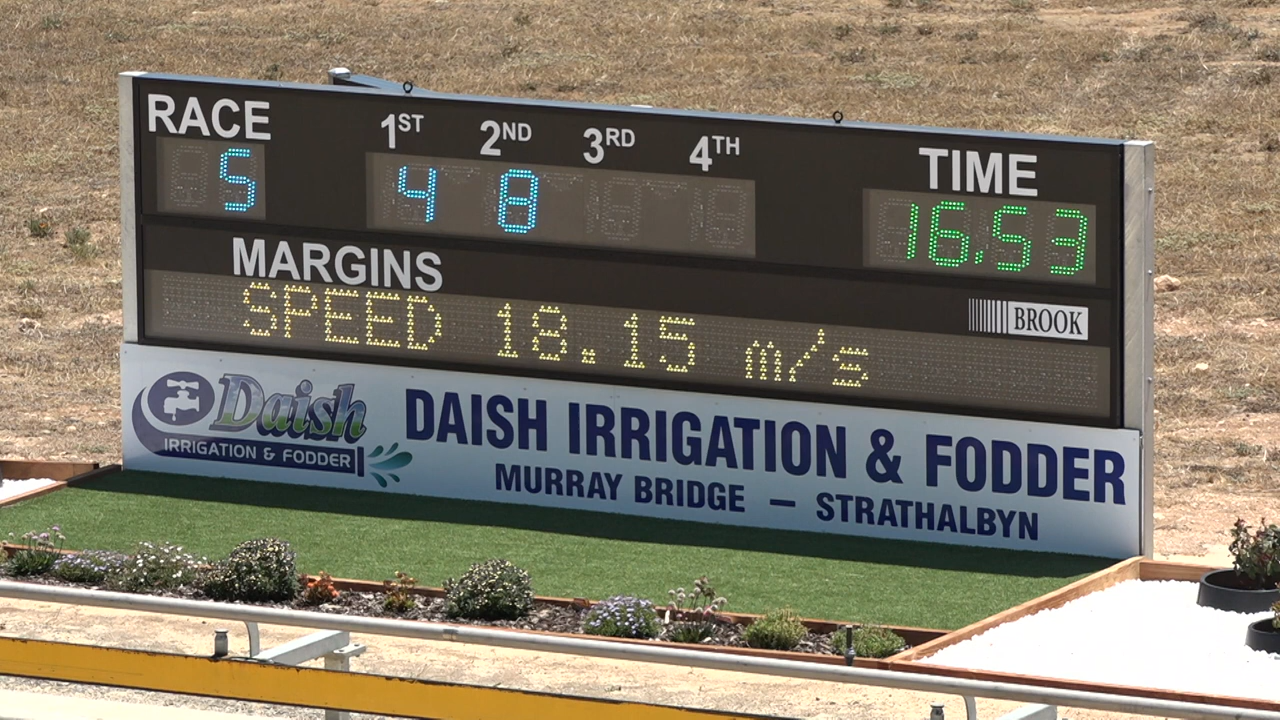 RACE 1ST 2ND 3RD 4TH TIME
5 4 8 16.53
MARGINS
BROOK
SPEED 18.15 m/s
Daish
IRRIGATION & FODDER
DAISH IRRIGATION & FODDER
MURRAY BRIDGE – STRATHALBYN